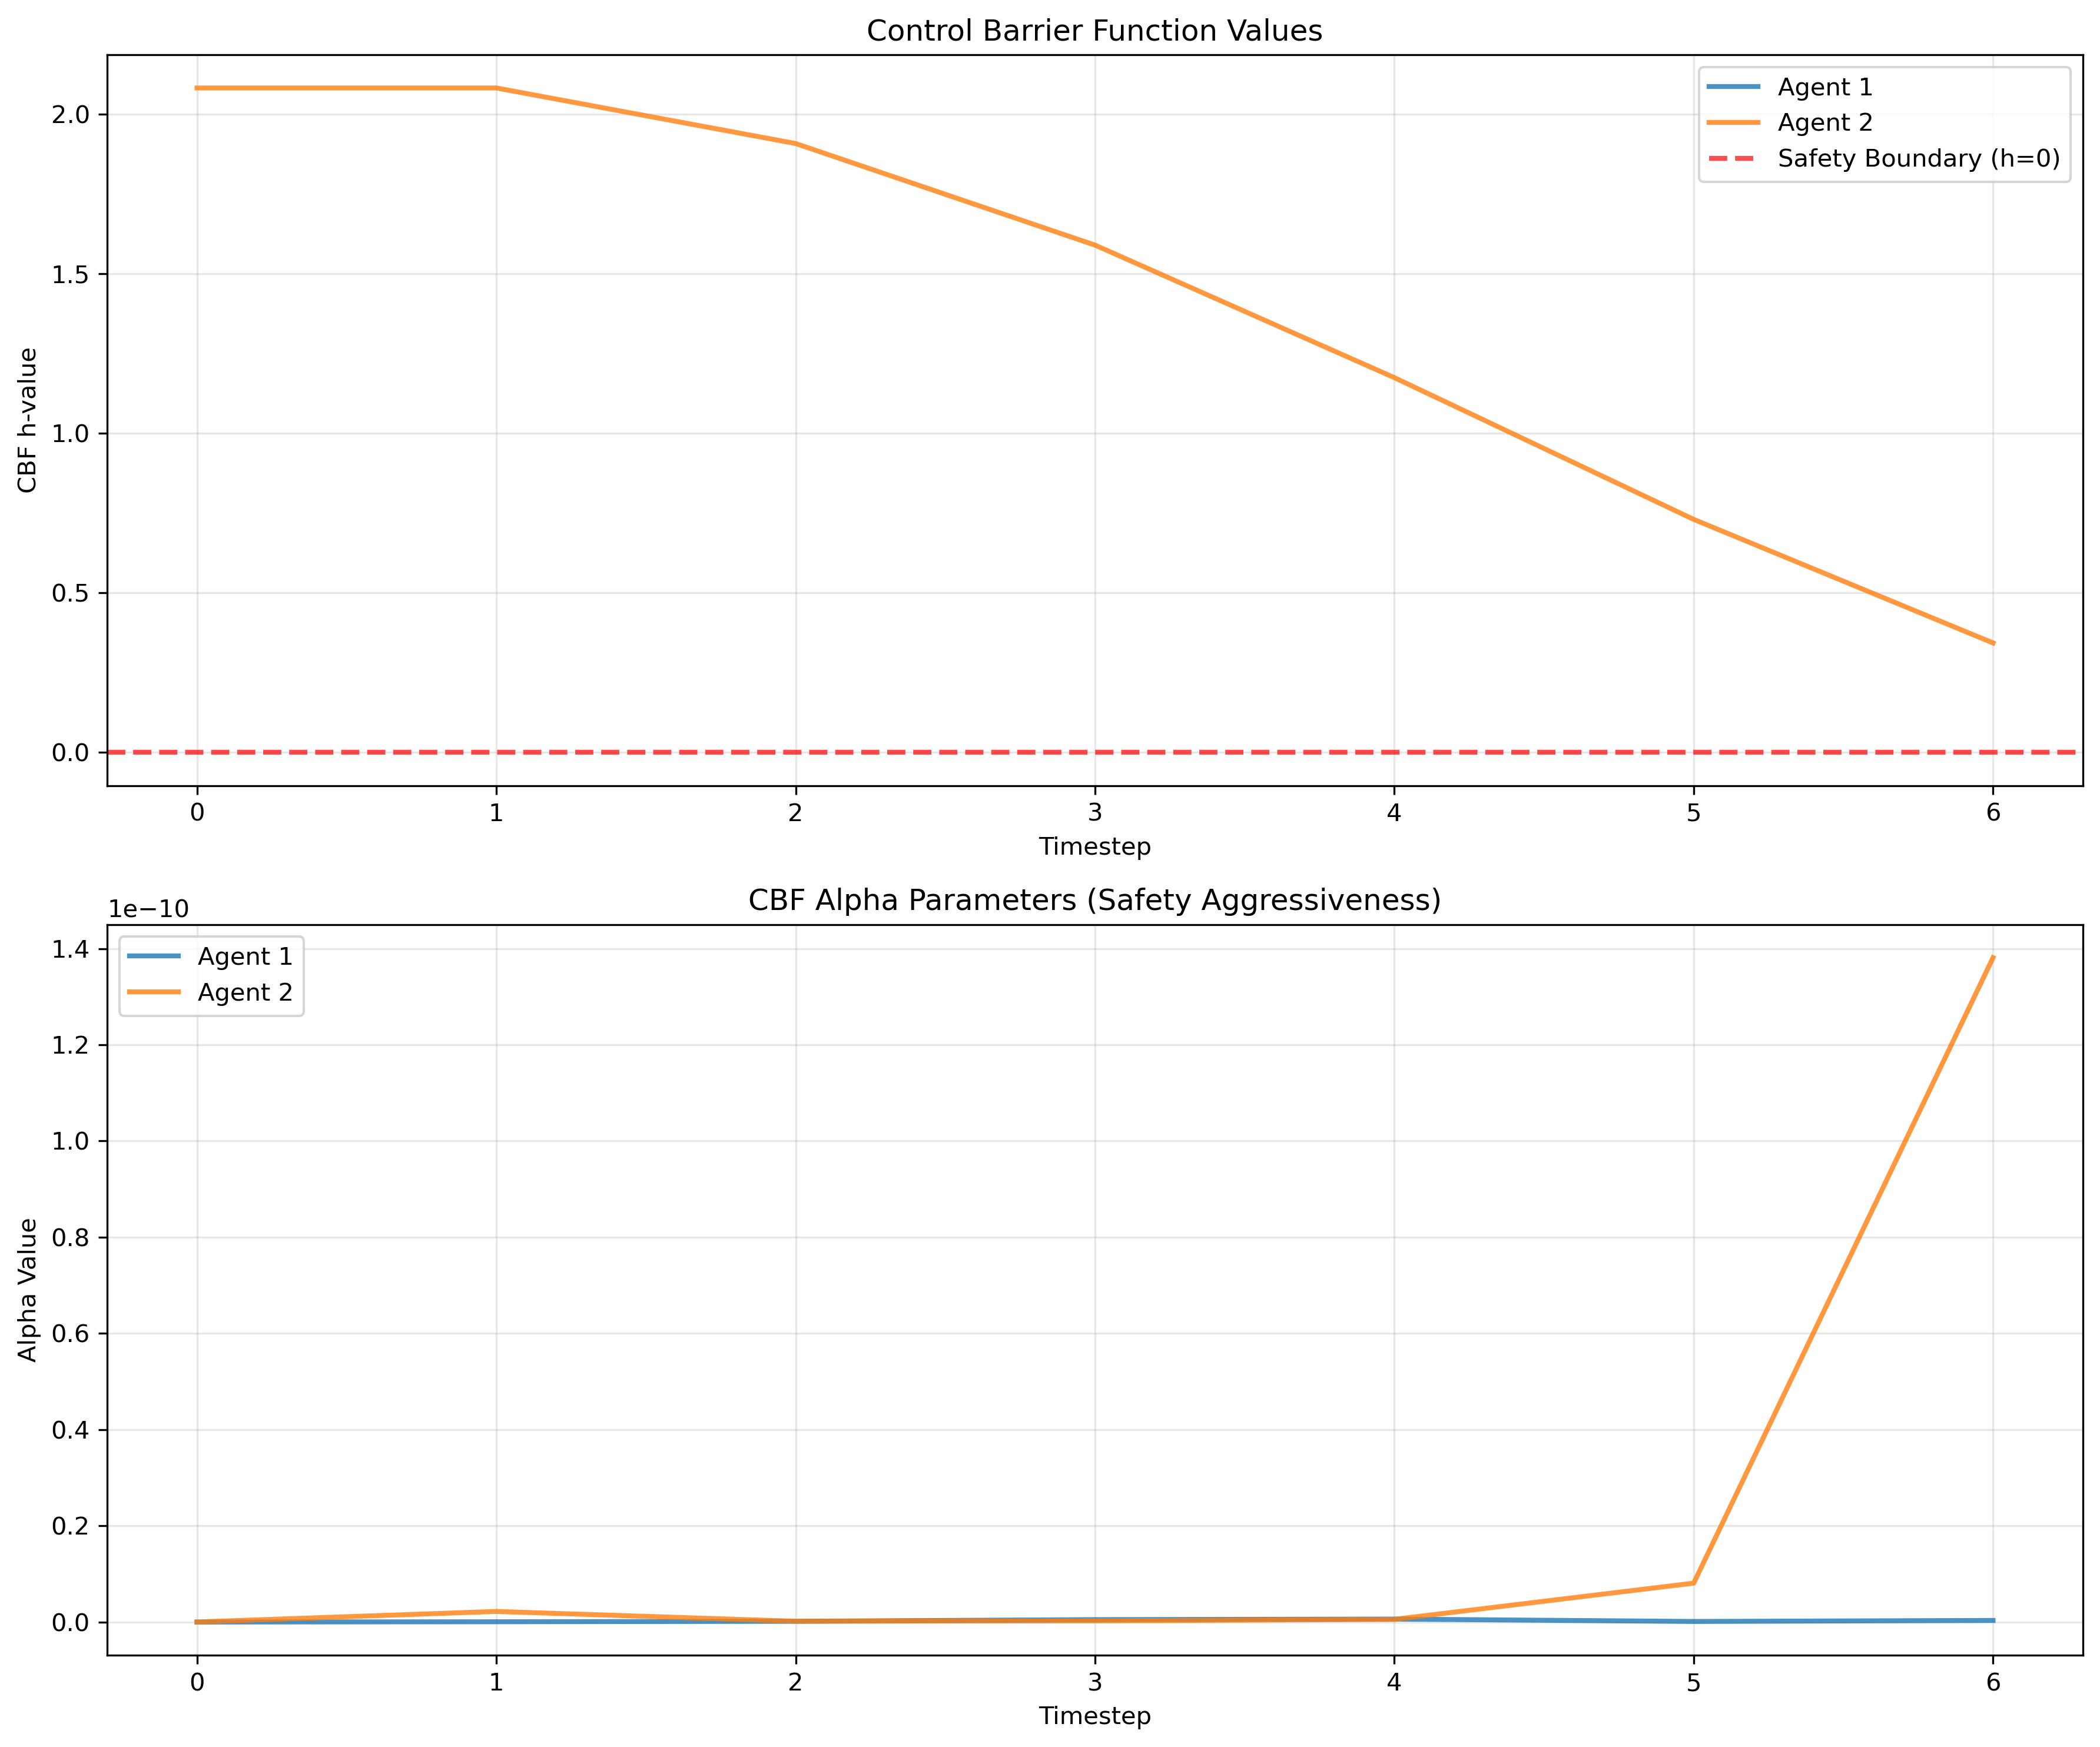 Control Barrier Function Values
CBF h-value
2.0
1.5
1.0
0.5
0.0
Agent 1
Agent 2
Safety Boundary (h=0)
0 1 2 3 4 5 6
Timestep
CBF Alpha Parameters (Safety Aggressiveness)
1e−10
Alpha Value
1.4
1.2
1.0
0.8
0.6
0.4
0.2
0.0
Agent 1
Agent 2
0 1 2 3 4 5 6
Timestep